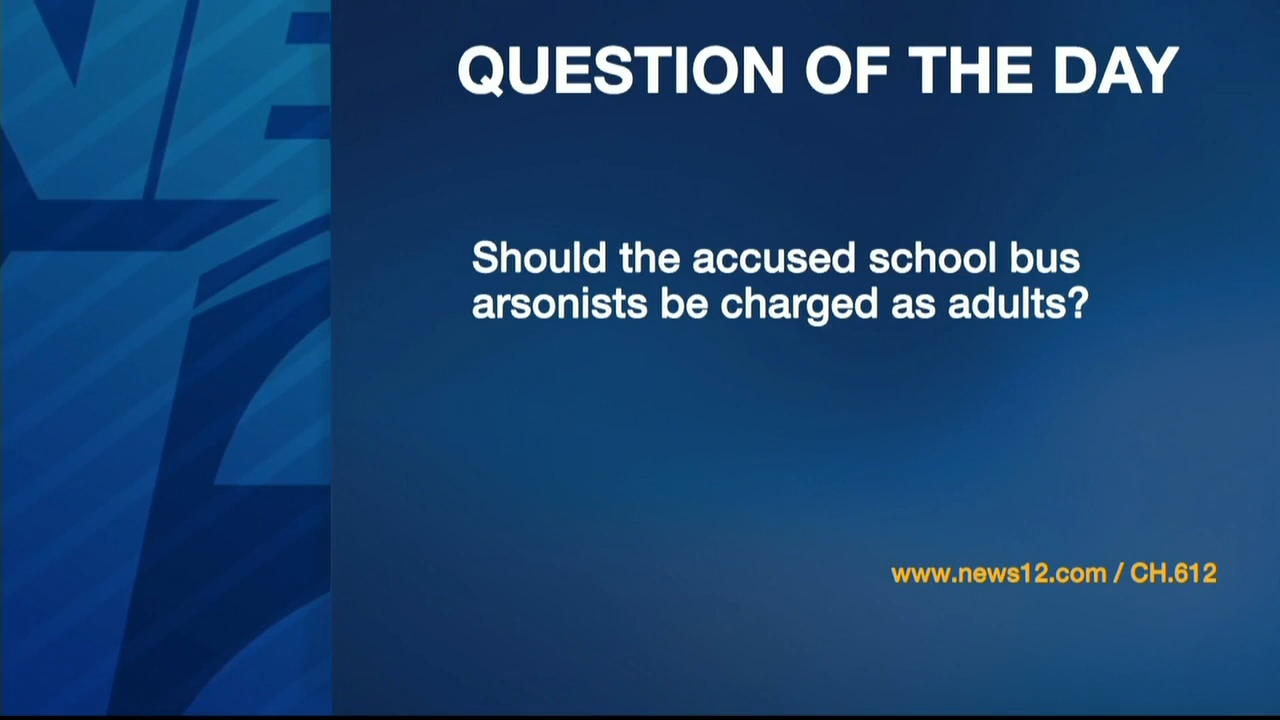 QUESTION OF THE DAY
Should the accused school bus
arsonists be charged as adults?
www.news12.com / CH.612